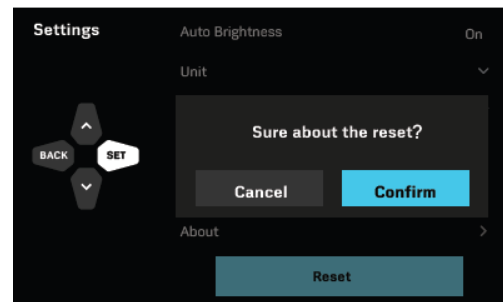 Settings
Auto Brightness On
Unit
BACK SET
Sure about the reset?
Cancel Confirm
About
Reset